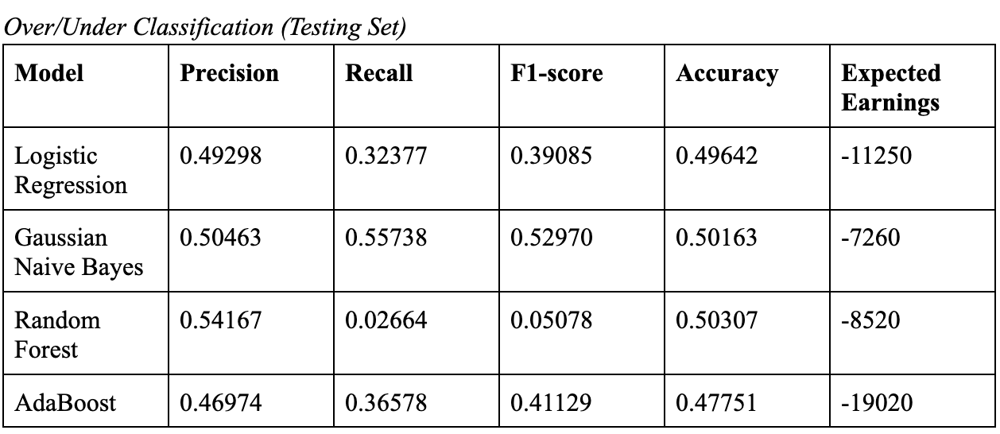 Over/Under Classification (Testing Set)
Model Precision Recall F1-score Accuracy Expected
Earnings
Logistic 0.49298 0.32377 0.39085 0.49642 -11250
Regression
Gaussian 0.50463 0.55738 0.52970 0.50163 -7260
Naive Bayes
Random 0.54167 0.02664 0.05078 0.50307 -8520
Forest
AdaBoost 0.46974 0.36578 0.41129 0.47751 -19020